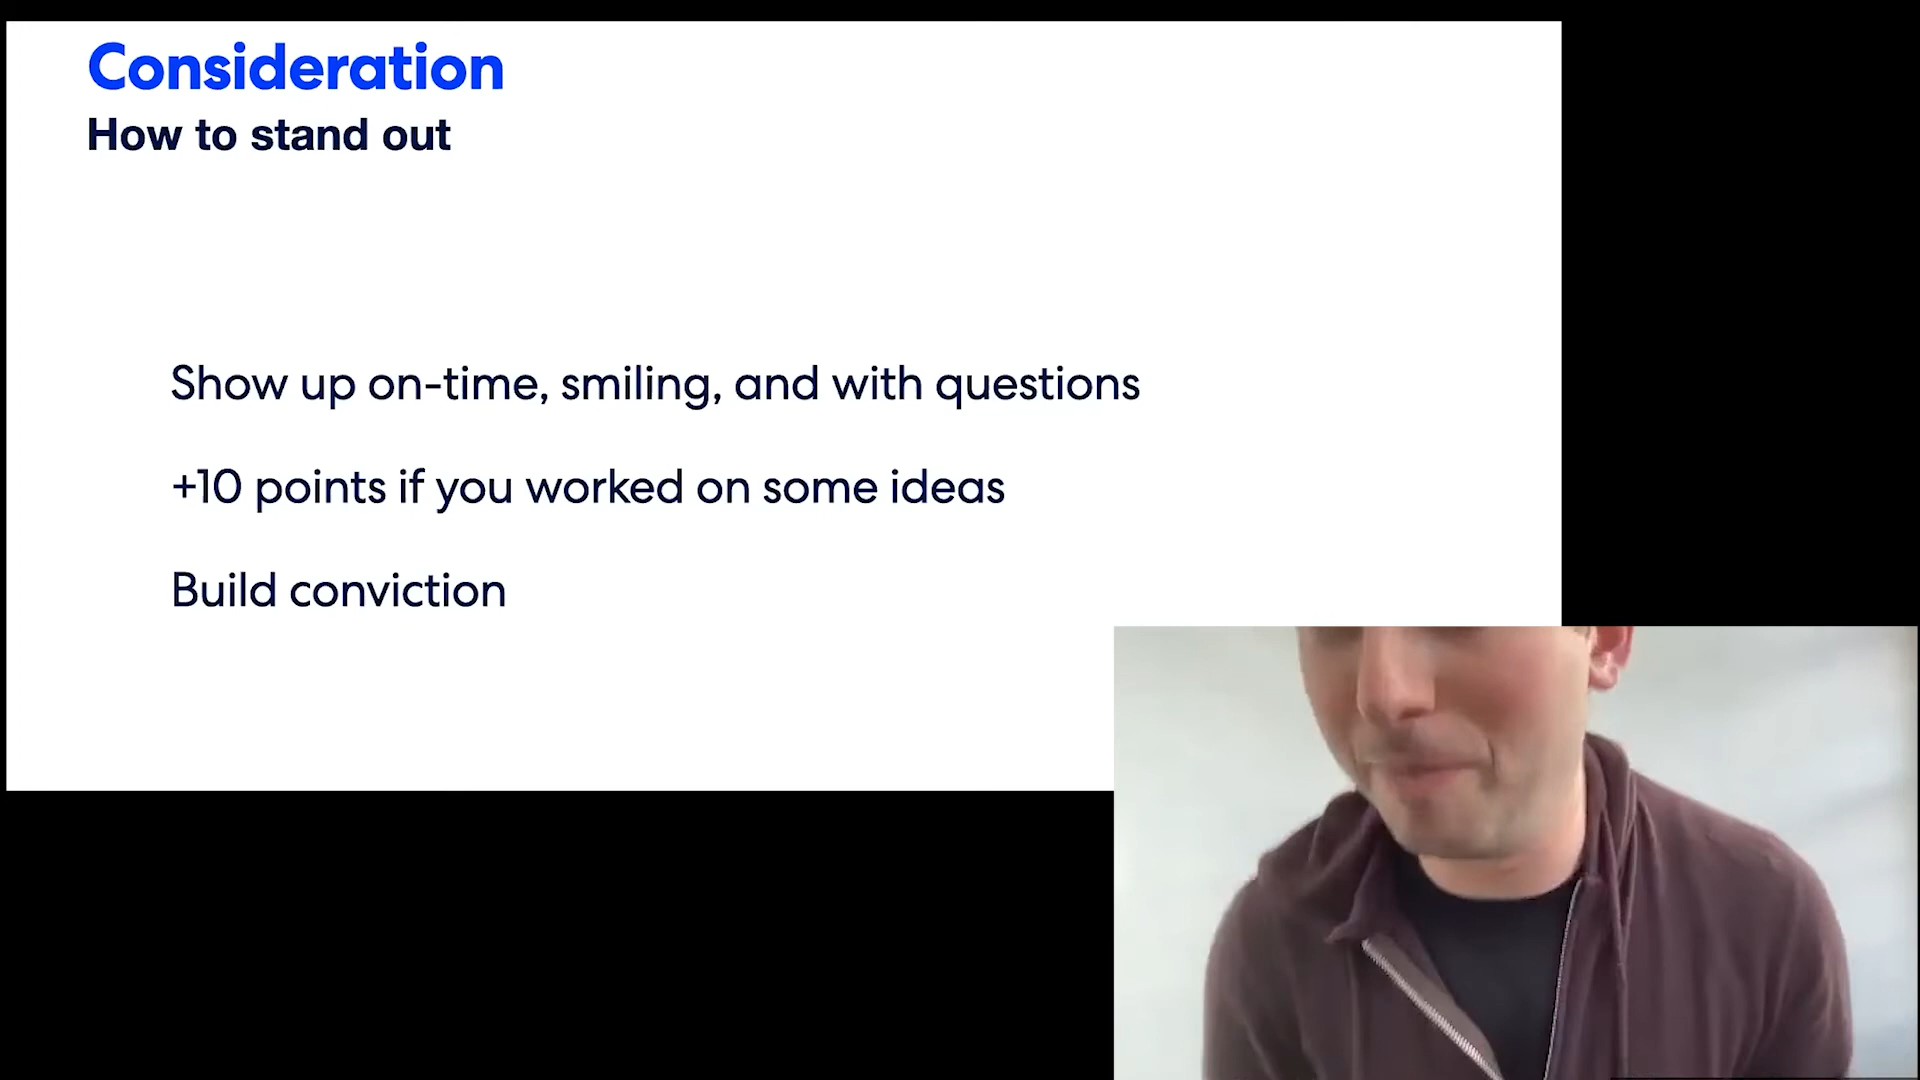 Consideration
How to stand out
Show up on-time, smiling, and with questions
+10 points if you worked on some ideas
Build conviction